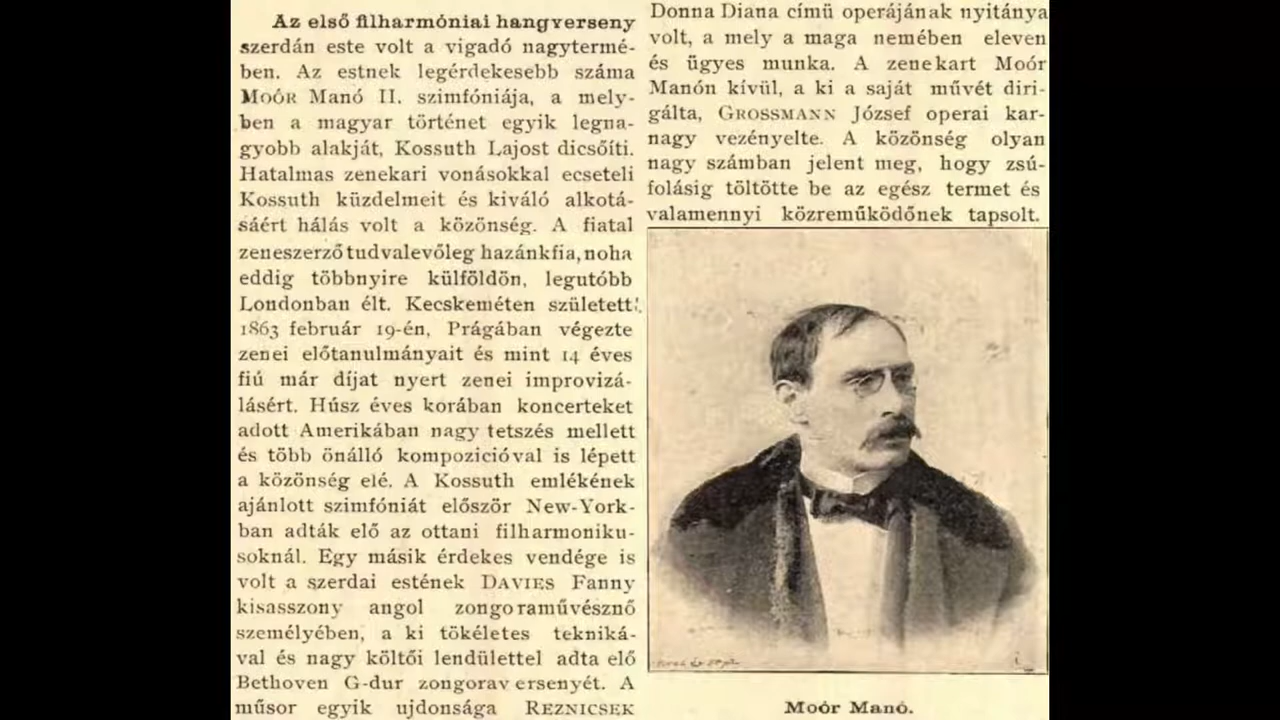 Az első filharmóniai hangverseny
szerdán este volt a vigadó nagytermé-
ben. Az estnek legérdekesebb száma
MOÓR Manó II. szimfóniája, a mely-
ben a magyar történet egyik legna-
gyobb alakját, Kossuth Lajost dicsőíti.
Hatalmas zenekari vonásokkal ecseteli
Kossuth küzdelmeit és kiváló alkotá-
sáért hálás volt a közönség. A fiatal
zeneszerző tudvalevőleg hazánkfia, noha
eddig többnyire külföldön, legutóbb
Londonban élt. Kecskeméten született
1863 február 19-én, Prágában végezte
zenei előtanulmányait és mint 14 éves
fiú már díjat nyert zenei improvizá-
lásért. Húsz éves korában koncerteket
adott Amerikában nagy tetszés mellett
és több önálló kompozicióval is lépett
a közönség elé. A Kossuth emlékének
ajánlott szimfóniát először New-York-
ban adták elő az ottani filharmoniku-
soknál. Egy másik érdekes vendége is
volt a szerdai estének DAVIES Fanny
kisasszony angol zongoraművésznő
személyében, a ki tökéletes techniká-
val és nagy költői lendülettel adta elő
Bethoven G-dur zongoraversenyét. A
műsor egyik ujdonsága REZNICSEK
Donna Diana című operájának nyitánya
volt, a mely a maga nemében eleven
és ügyes munka. A zenekart Moór
Manón kívül, a ki a saját művét diri-
gálta, GROSSMANN József operai kar-
nagy vezényelte. A közönség olyan
nagy számban jelent meg, hogy zsú-
folásig töltötte be az egész termet és
valamennyi közreműködőnek tapsolt.
Moór Manó.